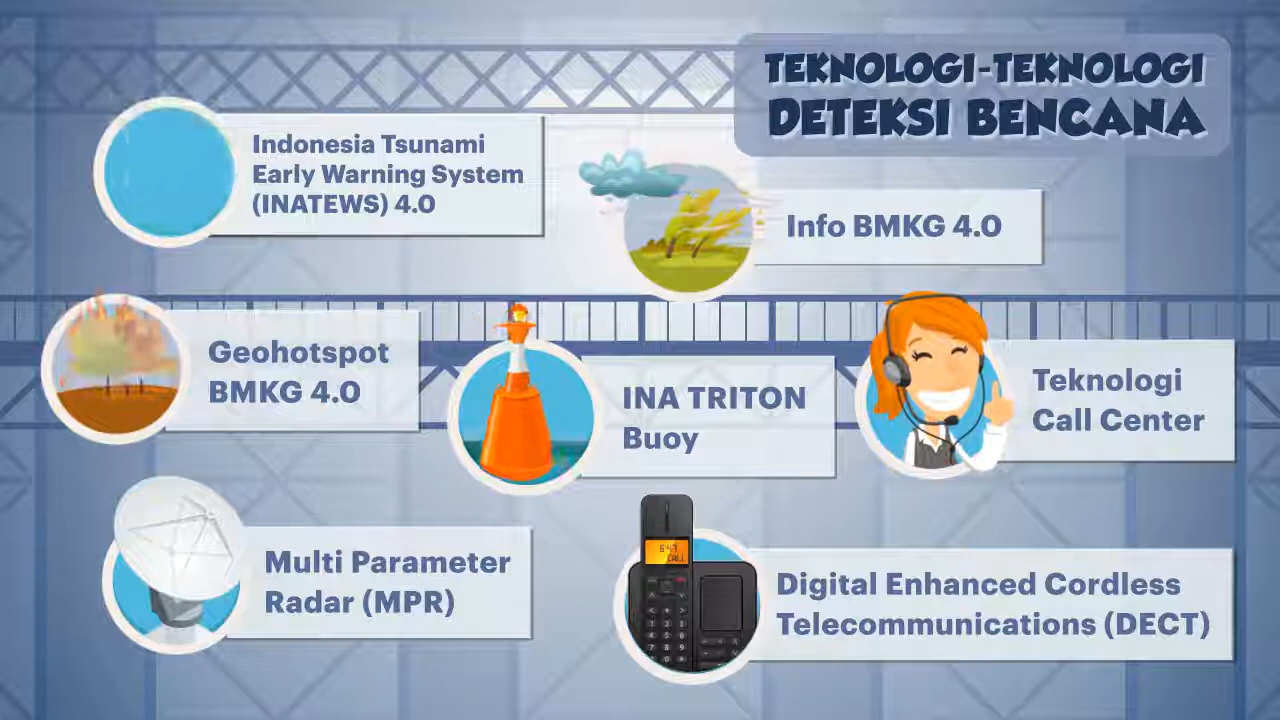 TEKNOLOGI-TEKNOLOGI
DETEKSI BENCANA
Indonesia Tsunami
Early Warning System
(INATEWS) 4.0
Info BMKG 4.0
Geohotspot
BMKG 4.0
INA TRITON
Buoy
Teknologi
Call Center
Multi Parameter
Radar (MPR)
Digital Enhanced Cordless
Telecommunications (DECT)